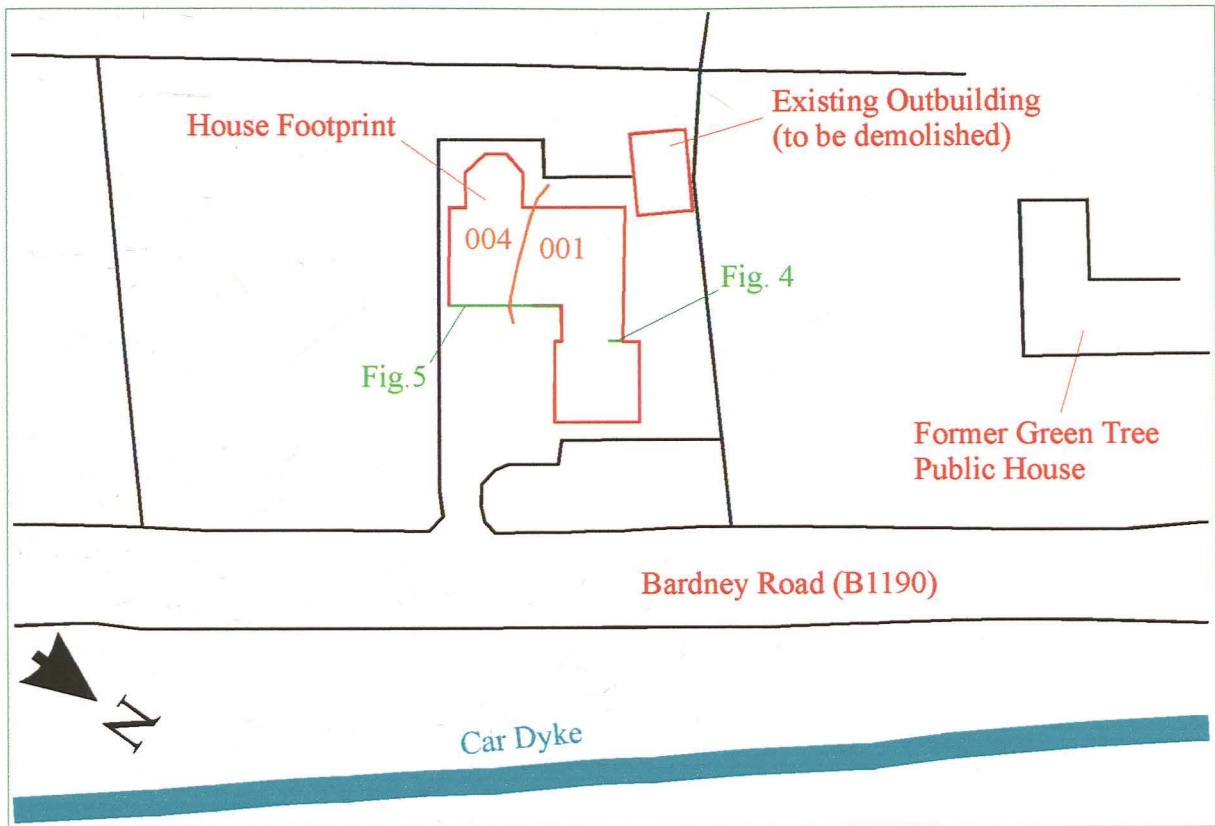 Existing Outbuilding
(to be demolished)
House Footprint
004
001
Fig. 4
Fig.5
Former Green Tree
Public House
Bardney Road (B1190)
N
Car Dyke